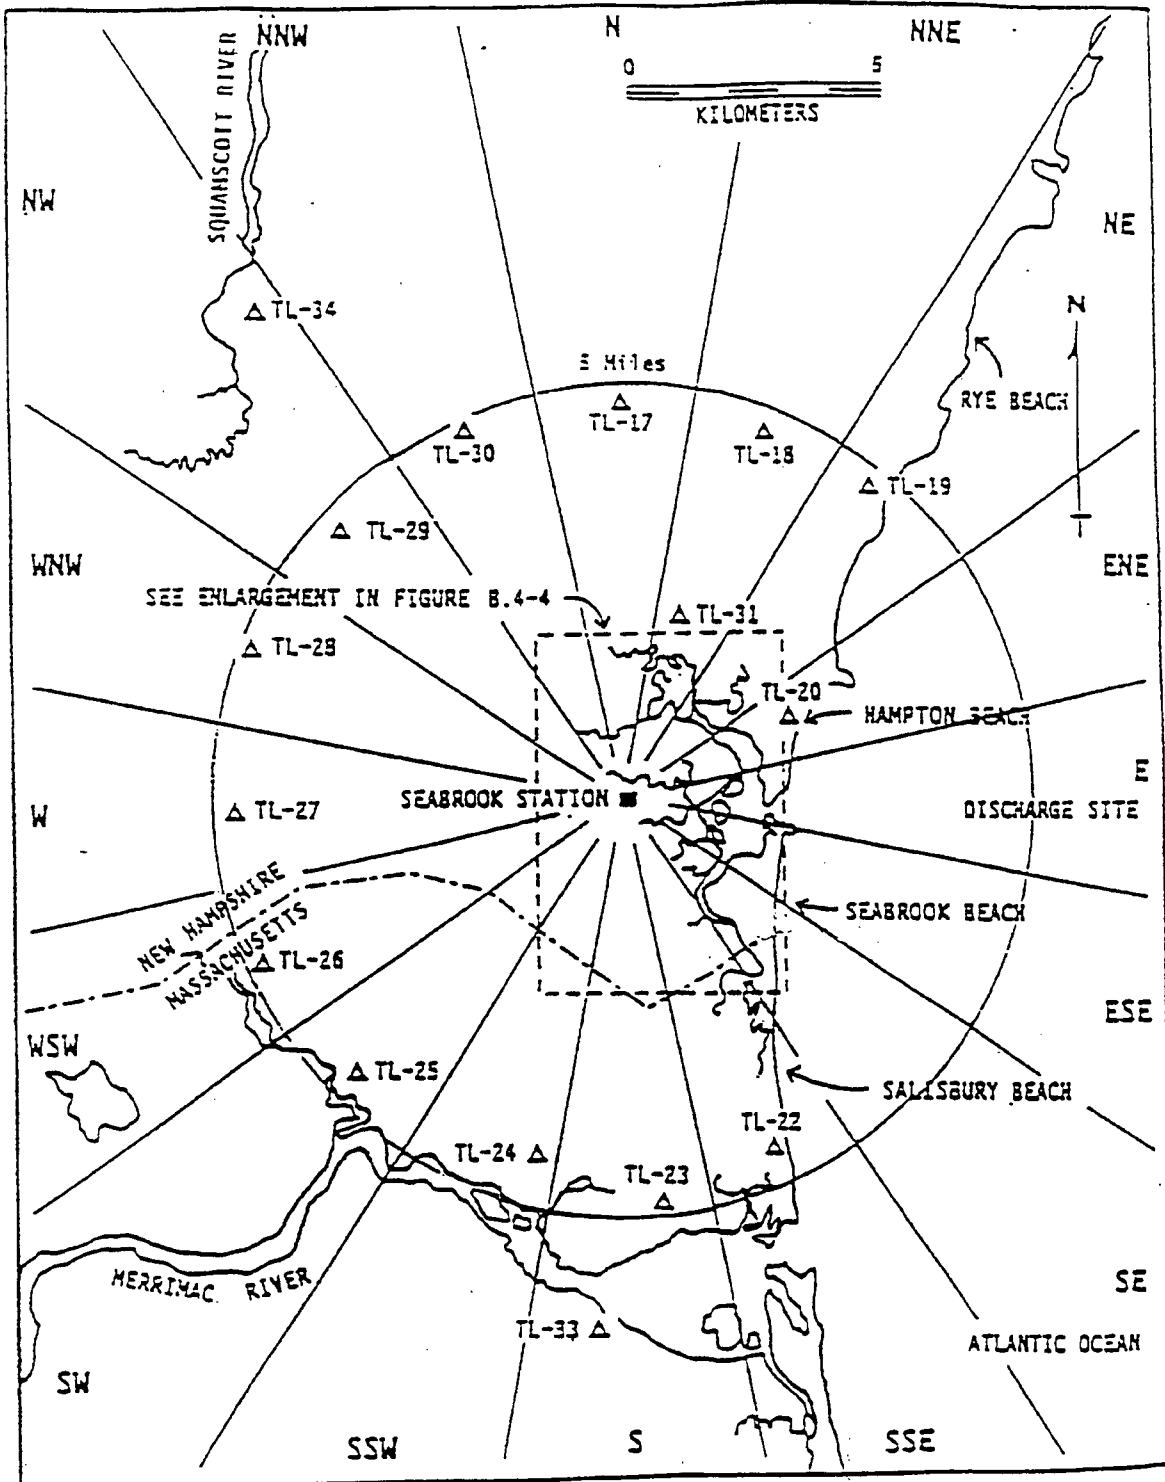 NNW
N
NNE
0
5
KILOMETERS
SQUAMSCOTT RIVER
NW
NE
N
TL-34
5 Miles
TL-17
RYE BEACH
TL-30
TL-18
TL-19
TL-29
WNW
ENE
SEE ENLARGEMENT IN FIGURE B.4-4
TL-31
TL-28
TL-20
HAMPTON BEACH
E
SEABROOK STATION
W
TL-27
DISCHARGE SITE
NEW HAMPSHIRE
MASSACHUSETTS
SEABROOK BEACH
TL-26
ESE
WSW
TL-25
SALISBURY BEACH
TL-22
TL-24
TL-23
MERRIMAC RIVER
SE
TL-33
ATLANTIC OCEAN
SW
SSW
S
SSE